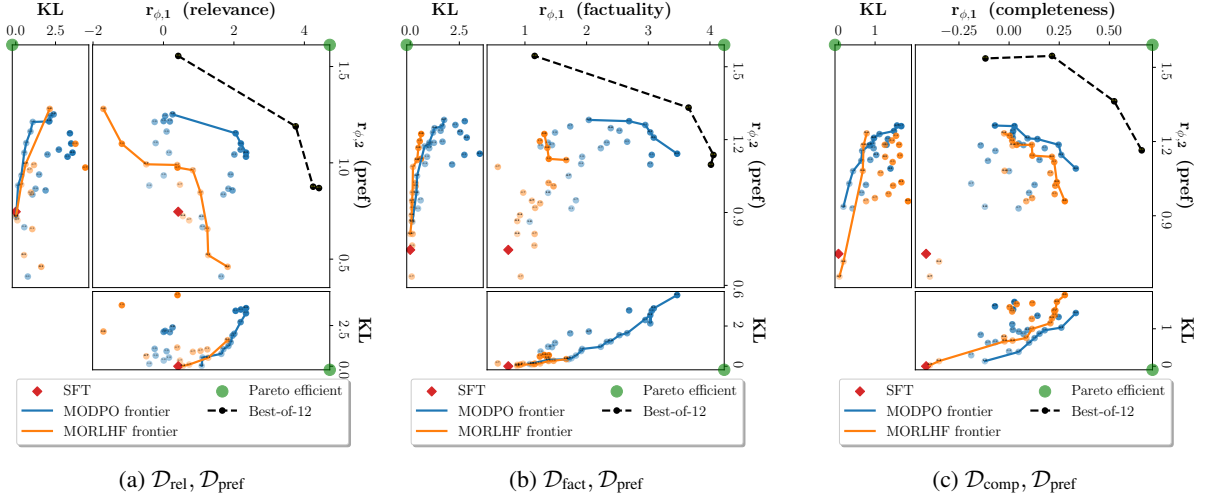 KL
r_ϕ,1 (relevance)
0.0 2.5
−2 0 2 4
1.5
1.0
0.5
r_ϕ,2 (pref)
KL
2.5
0.0
SFT
MODPO frontier
MORLHF frontier
Pareto efficient
Best-of-12
(a) 𝒟_rel, 𝒟_pref
KL
r_ϕ,1 (factuality)
0.0 2.5
1 2 3 4
1.5
1.2
0.9
0.6
r_ϕ,2 (pref)
KL
2
0
SFT
MODPO frontier
MORLHF frontier
Pareto efficient
Best-of-12
(b) 𝒟_fact, 𝒟_pref
KL
r_ϕ,1 (completeness)
0 1
−0.25 0.00 0.25 0.50
1.5
1.2
0.9
r_ϕ,2 (pref)
KL
1
0
SFT
MODPO frontier
MORLHF frontier
Pareto efficient
Best-of-12
(c) 𝒟_comp, 𝒟_pref